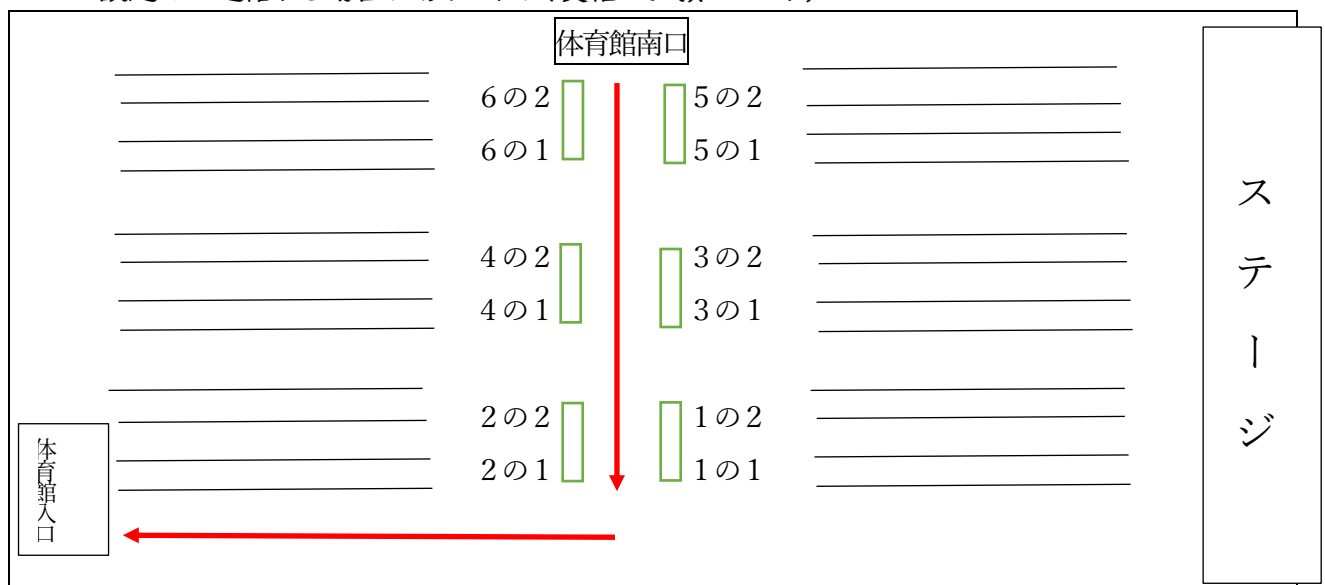 体育館南口
6の2
5の2
6の1
5の1
4の2
3の2
4の1
3の1
2の2
1の2
2の1
1の1
ステージ
体育館入口